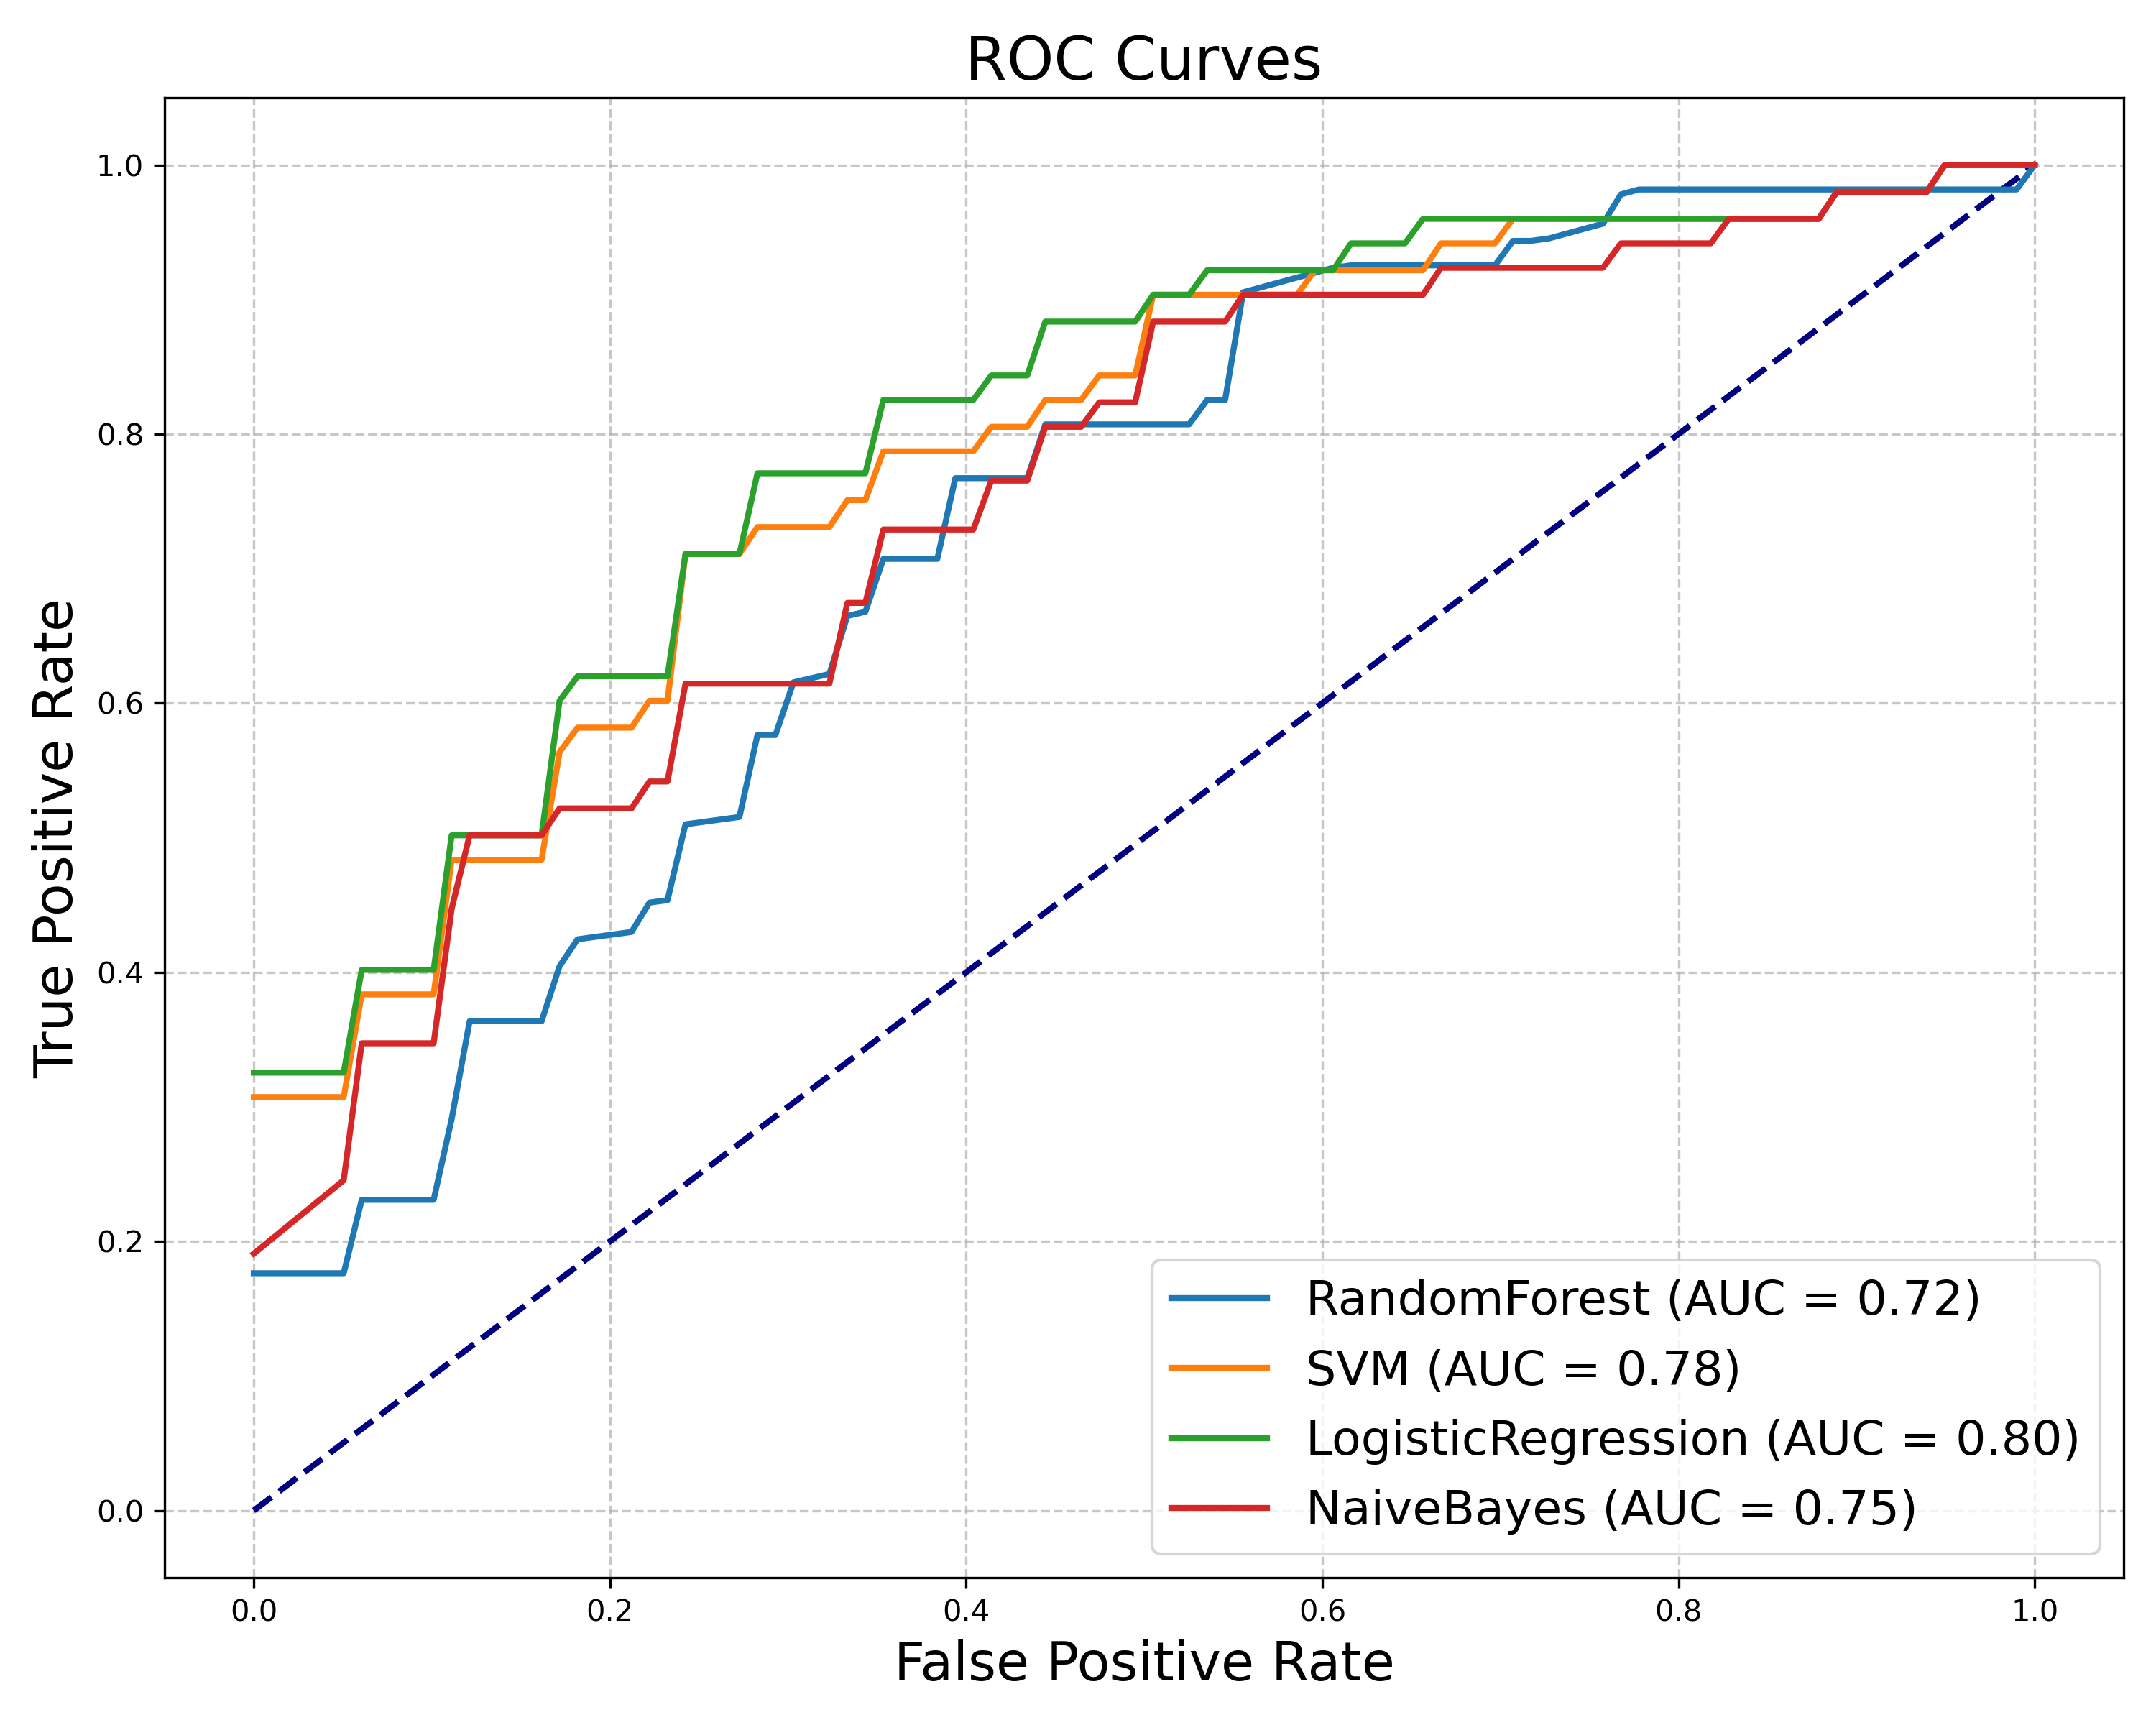 ROC Curves
True Positive Rate
1.0
0.8
0.6
0.4
0.2
0.0
0.0 0.2 0.4 0.6 0.8 1.0
False Positive Rate
RandomForest (AUC = 0.72)
SVM (AUC = 0.78)
LogisticRegression (AUC = 0.80)
NaiveBayes (AUC = 0.75)